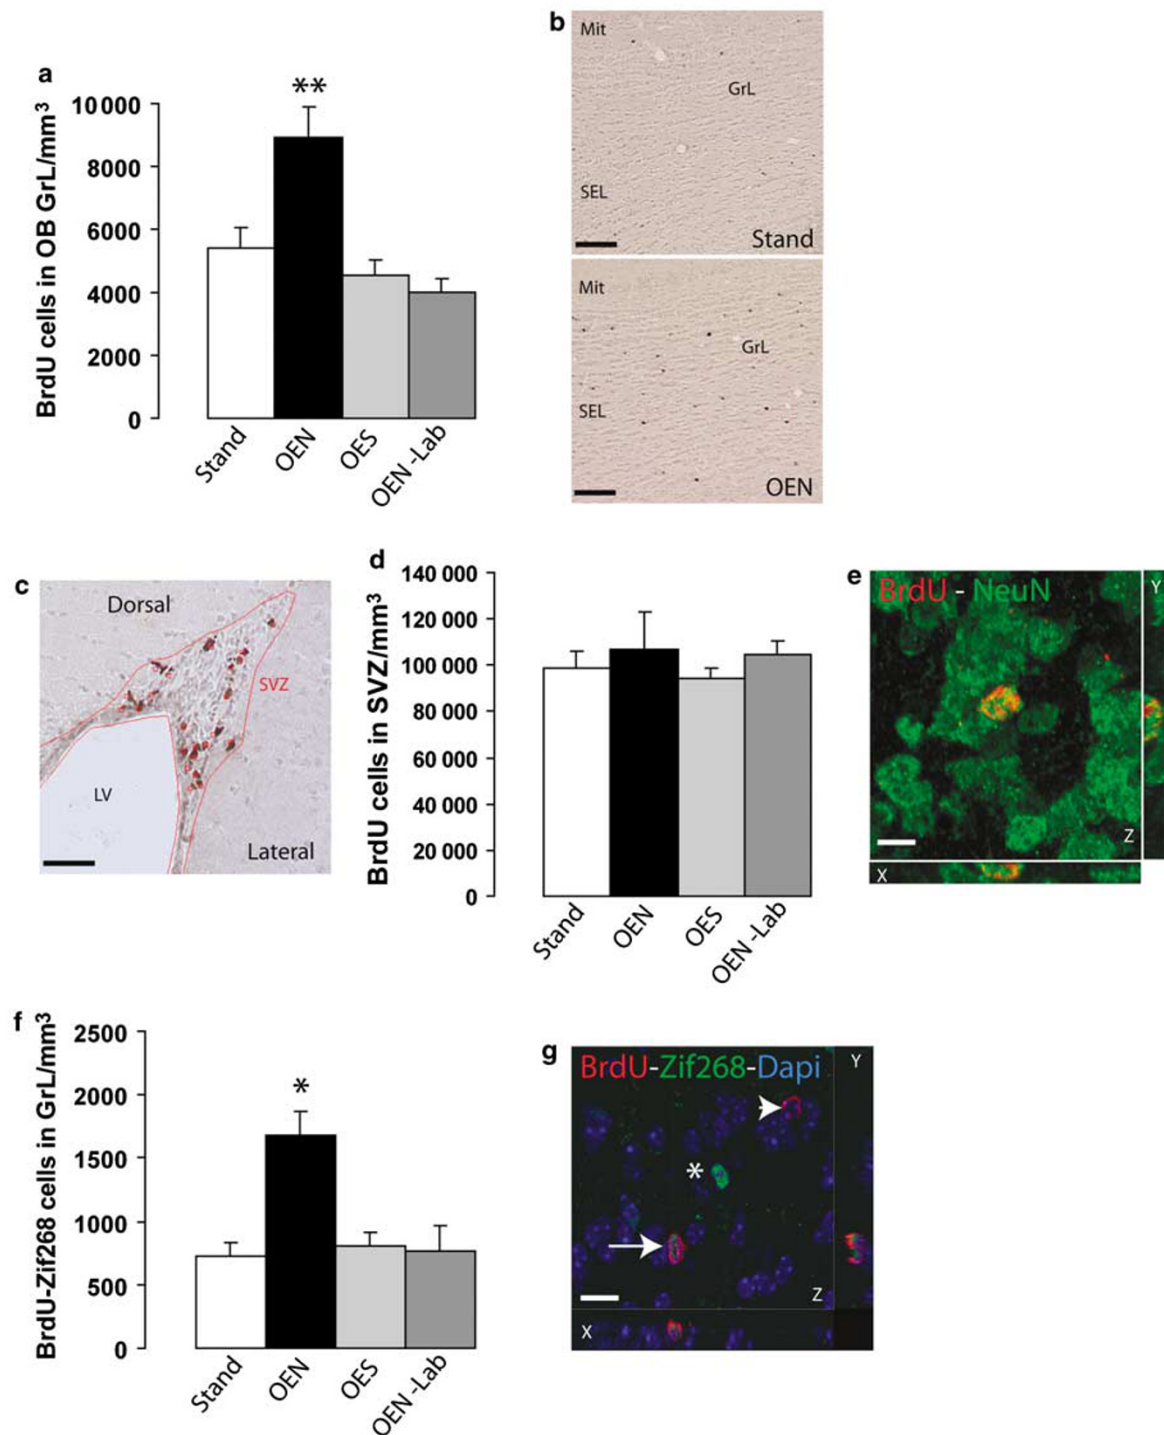 a
**
BrdU cells in OB GrL/mm³
10 000
8000
6000
4000
2000
0
Stand
OEN
OES
OEN -Lab
b
Mit
GrL
SEL
Stand
Mit
GrL
SEL
OEN
c
Dorsal
SVZ
LV
Lateral
d
BrdU cells in SVZ/mm³
140 000
120 000
100 000
80 000
60 000
40 000
20 000
0
Stand
OEN
OES
OEN -Lab
e
BrdU - NeuN
Y
Z
X
f
*
BrdU-Zif268 cells in GrL/mm³
2500
2000
1500
1000
500
0
Stand
OEN
OES
OEN -Lab
g
BrdU-Zif268-Dapi
Y
*
Z
X